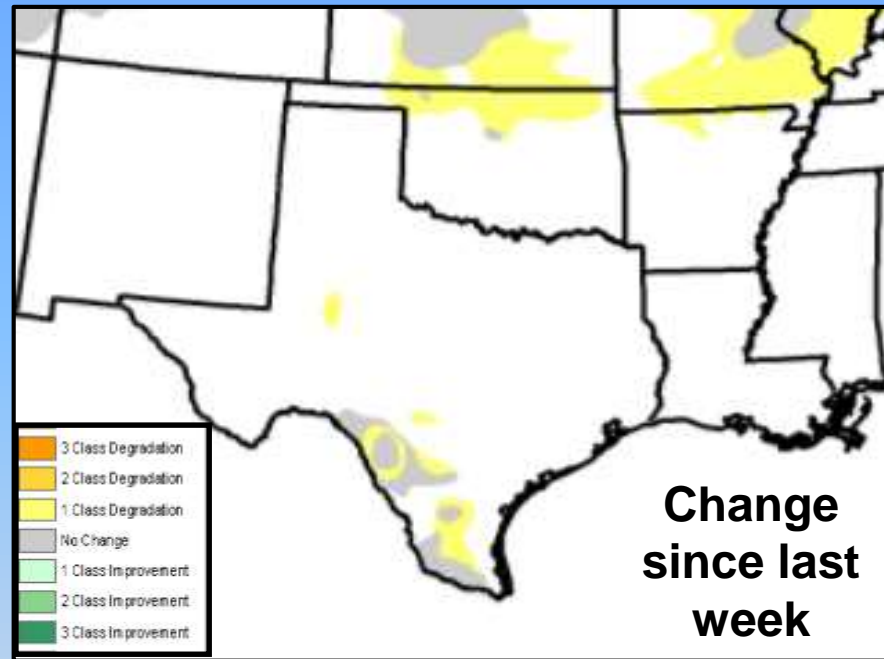 3 Class Degradation
2 Class Degradation
1 Class Degradation
No Change
1 Class Improvement
2 Class Improvement
3 Class Improvement
Change
since last
week